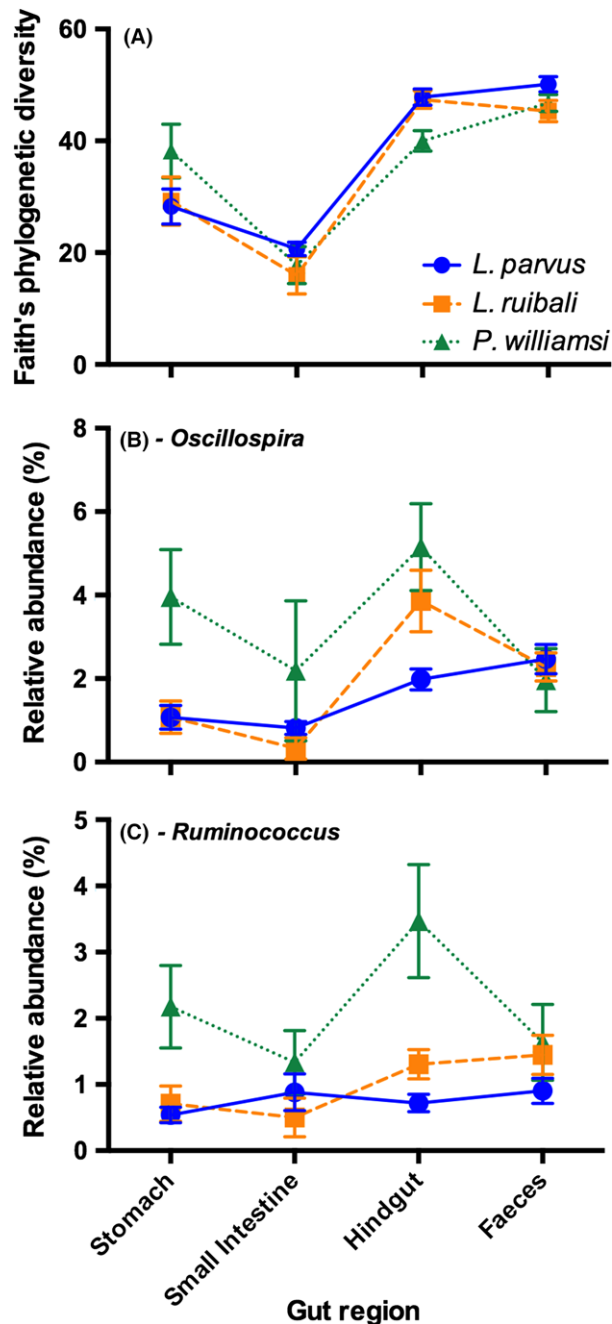 (A)
Faith's phylogenetic diversity
60
40
20
0
L. parvus
L. ruibali
P. williamsi
(B) - Oscillospira
Relative abundance (%)
8
6
4
2
0
(C) - Ruminococcus
Relative abundance (%)
5
4
3
2
1
0
Stomach
Small Intestine
Hindgut
Faeces
Gut region